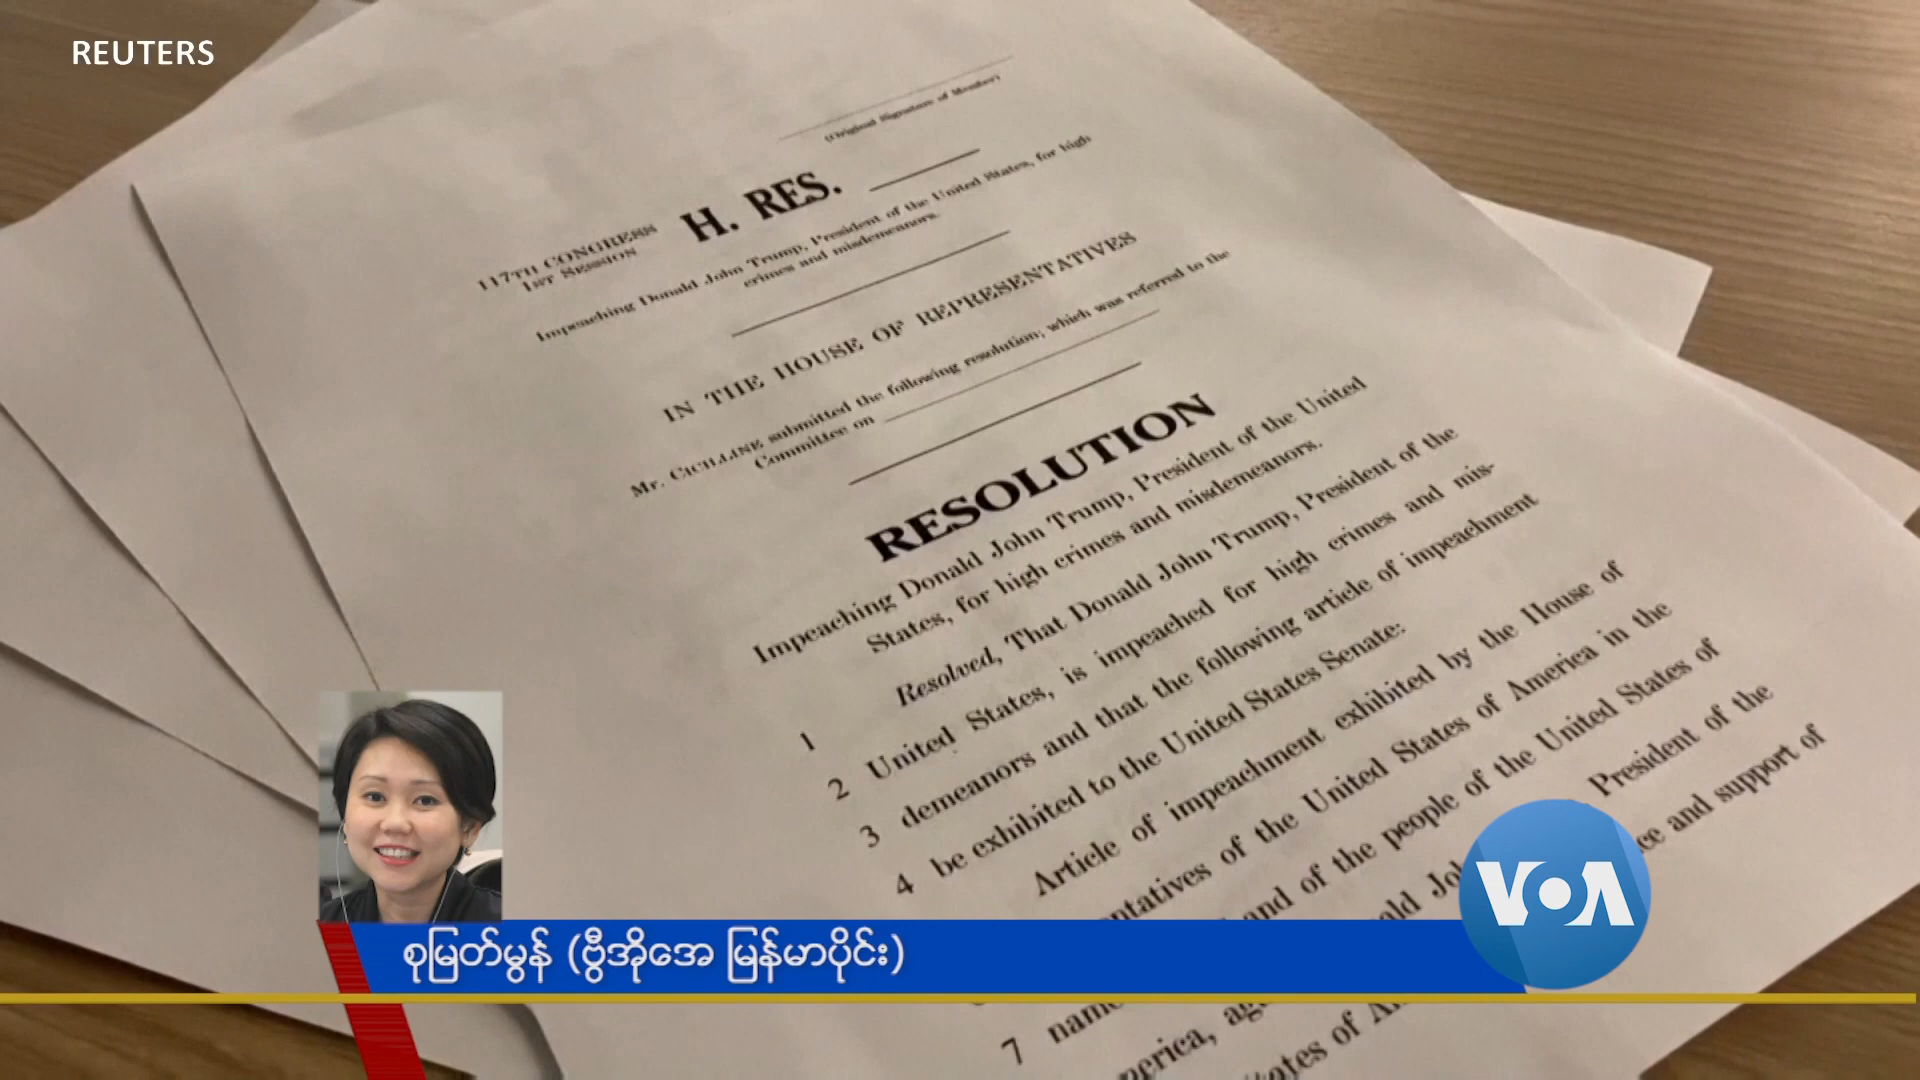 REUTERS
(Original Signature of Member)
117TH CONGRESS
1ST SESSION
H. RES.
Impeaching Donald John Trump, President of the United States, for high
crimes and misdemeanors.
IN THE HOUSE OF REPRESENTATIVES
Mr. CICILLINE submitted the following resolution; which was referred to the
Committee on
RESOLUTION
Impeaching Donald John Trump, President of the United
States, for high crimes and misdemeanors.
1 Resolved, That Donald John Trump, President of the
2 United States, is impeached for high crimes and mis-
3 demeanors and that the following article of impeachment
4 be exhibited to the United States Senate:
Article of impeachment exhibited by the House of
entatives of the United States of America in the
and of the people of the United States of
President of the
and support of
7
VOA
စုမြတ်မွန် (ဗွီအိုအေ မြန်မာပိုင်း)